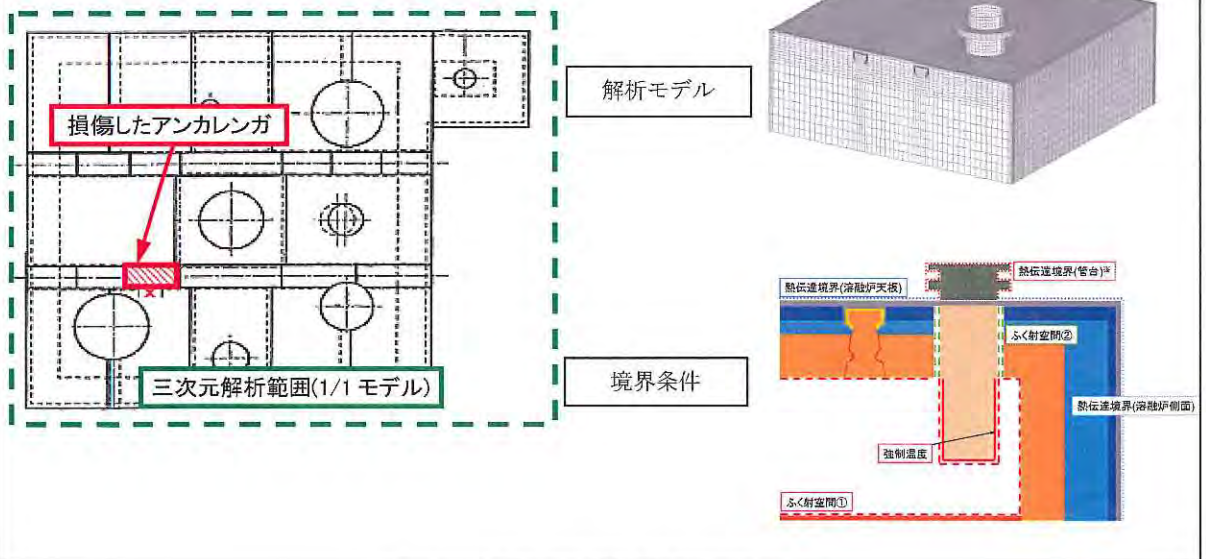 損傷したアンカレンガ
三次元解析範囲(1/1 モデル)
解析モデル
境界条件
熱伝達境界(溶融炉天板)
熱伝達境界(管台)※
ふく射空間②
熱伝達境界(溶融炉側面)
強制温度
ふく射空間①